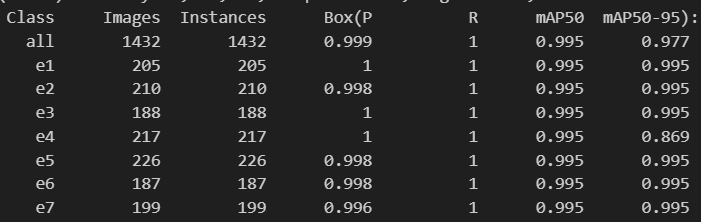 Class Images Instances Box(P R mAP50 mAP50-95):
all 1432 1432 0.999 1 0.995 0.977
e1 205 205 1 1 0.995 0.995
e2 210 210 0.998 1 0.995 0.995
e3 188 188 1 1 0.995 0.995
e4 217 217 1 1 0.995 0.869
e5 226 226 0.998 1 0.995 0.995
e6 187 187 0.998 1 0.995 0.995
e7 199 199 0.996 1 0.995 0.995